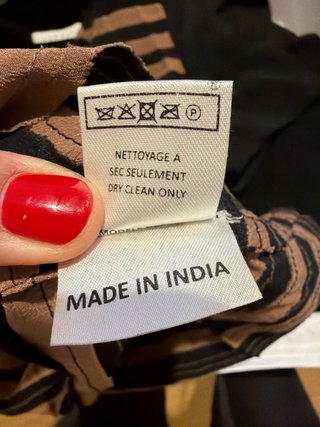 P
NETTOYAGE A
SEC SEULEMENT
DRY CLEAN ONLY
MADE IN INDIA